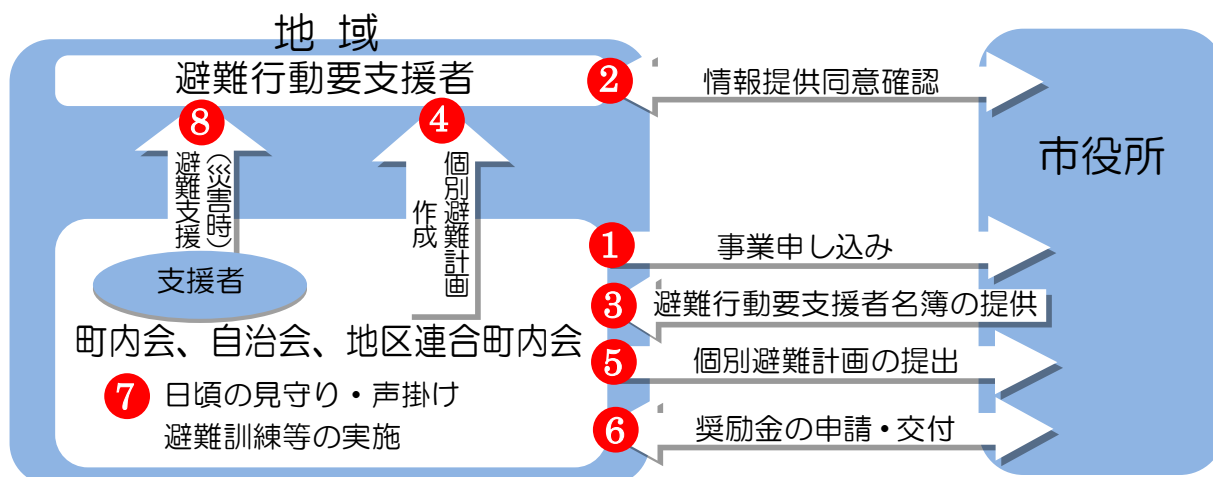 地 域
避難行動要支援者
❷ 情報提供同意確認
市役所
❽
(災害時)
避難支援
❹
個別避難計画
作成
❶ 事業申し込み
支援者
❸ 避難行動要支援者名簿の提供
町内会、自治会、地区連合町内会
❺ 個別避難計画の提出
❼ 日頃の見守り・声掛け
避難訓練等の実施
❻ 奨励金の申請・交付